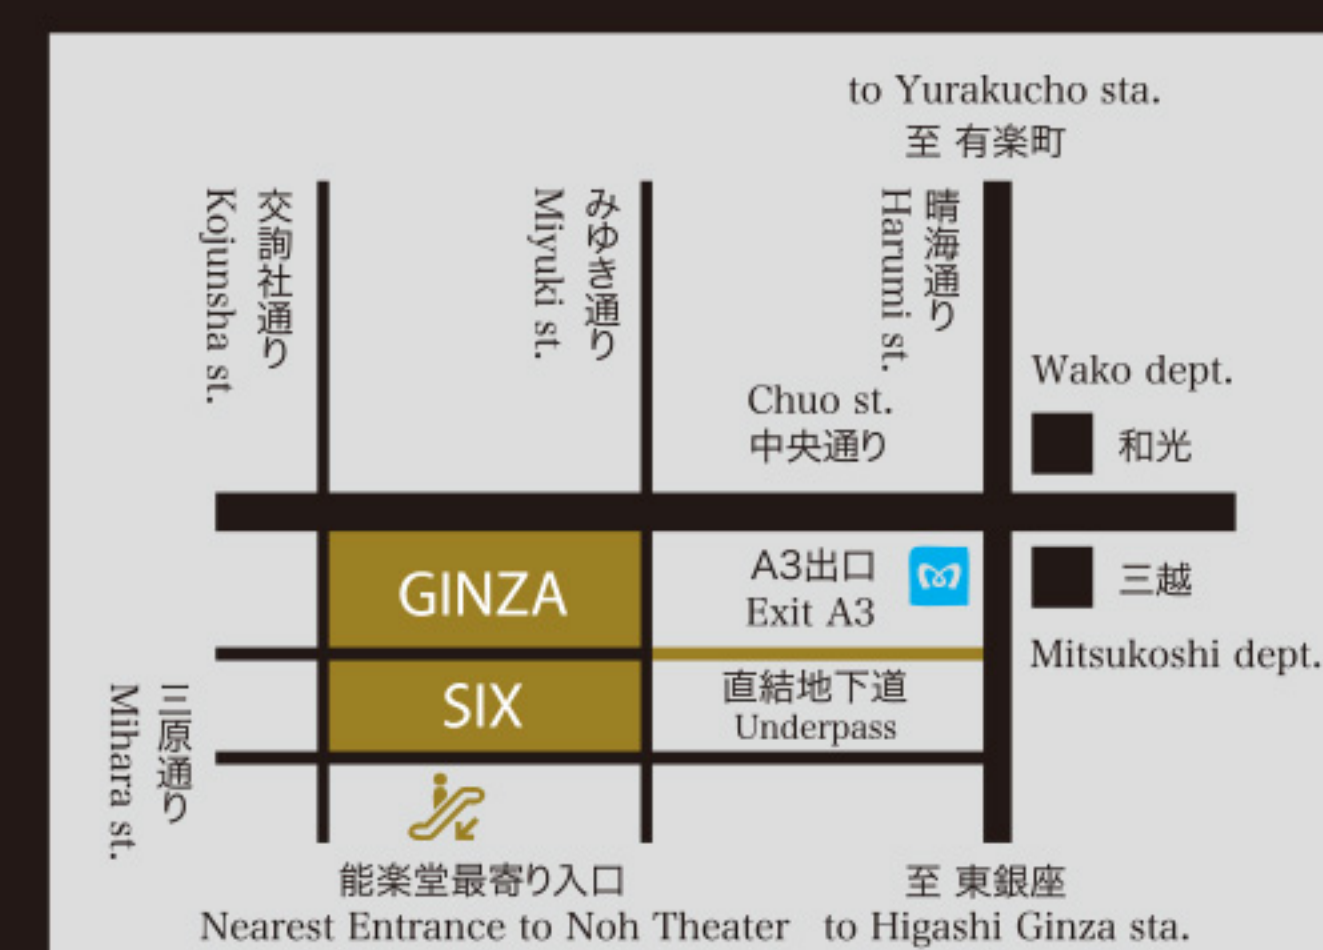 to Yurakucho sta.
至 有楽町
交詢社通り
Kojunsha st.
みゆき通り
Miyuki st.
晴海通り
Harumi st.
Chuo st.
中央通り
Wako dept.
和光
GINZA
SIX
A3出口
Exit A3
三越
Mitsukoshi dept.
直結地下道
Underpass
三原通り
Mihara st.
能楽堂最寄り入口
Nearest Entrance to Noh Theater
至 東銀座
to Higashi Ginza sta.